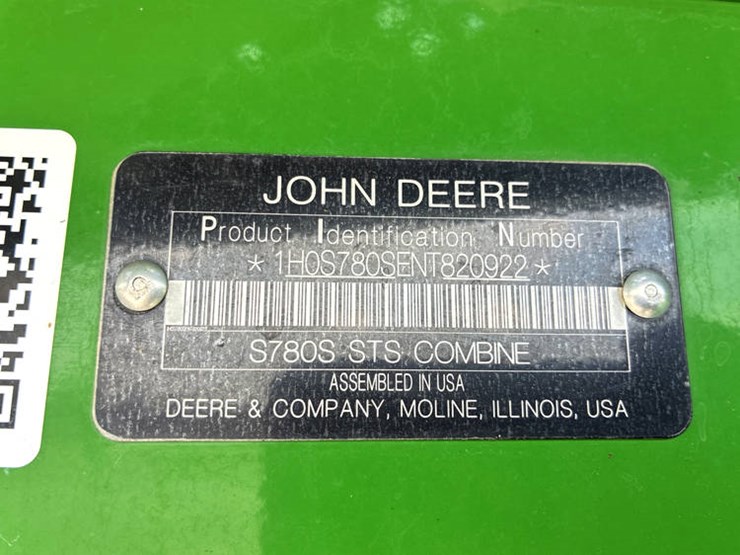 JOHN DEERE
Product Identification Number
* 1H0S780SENT820922 *
S780S STS COMBINE
ASSEMBLED IN USA
DEERE & COMPANY, MOLINE, ILLINOIS, USA